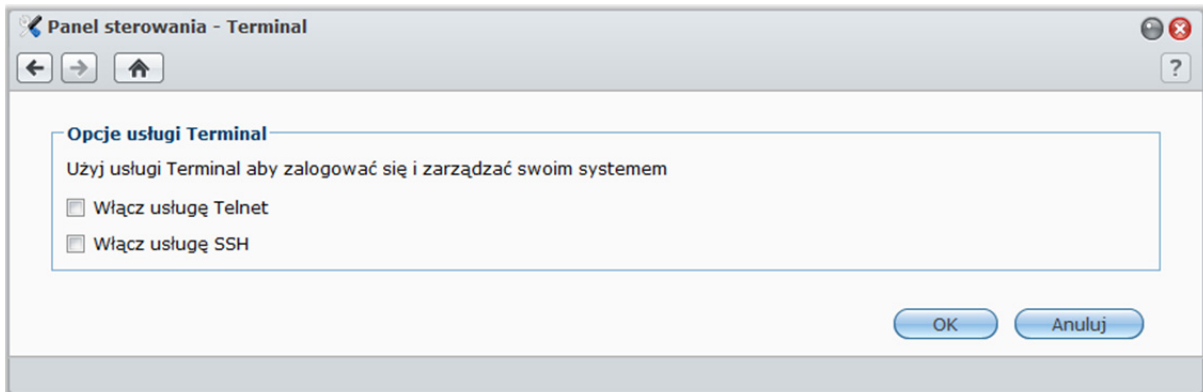 Panel sterowania - Terminal
?
Opcje usługi Terminal
Użyj usługi Terminal aby zalogować się i zarządzać swoim systemem
Włącz usługę Telnet
Włącz usługę SSH
OK Anuluj